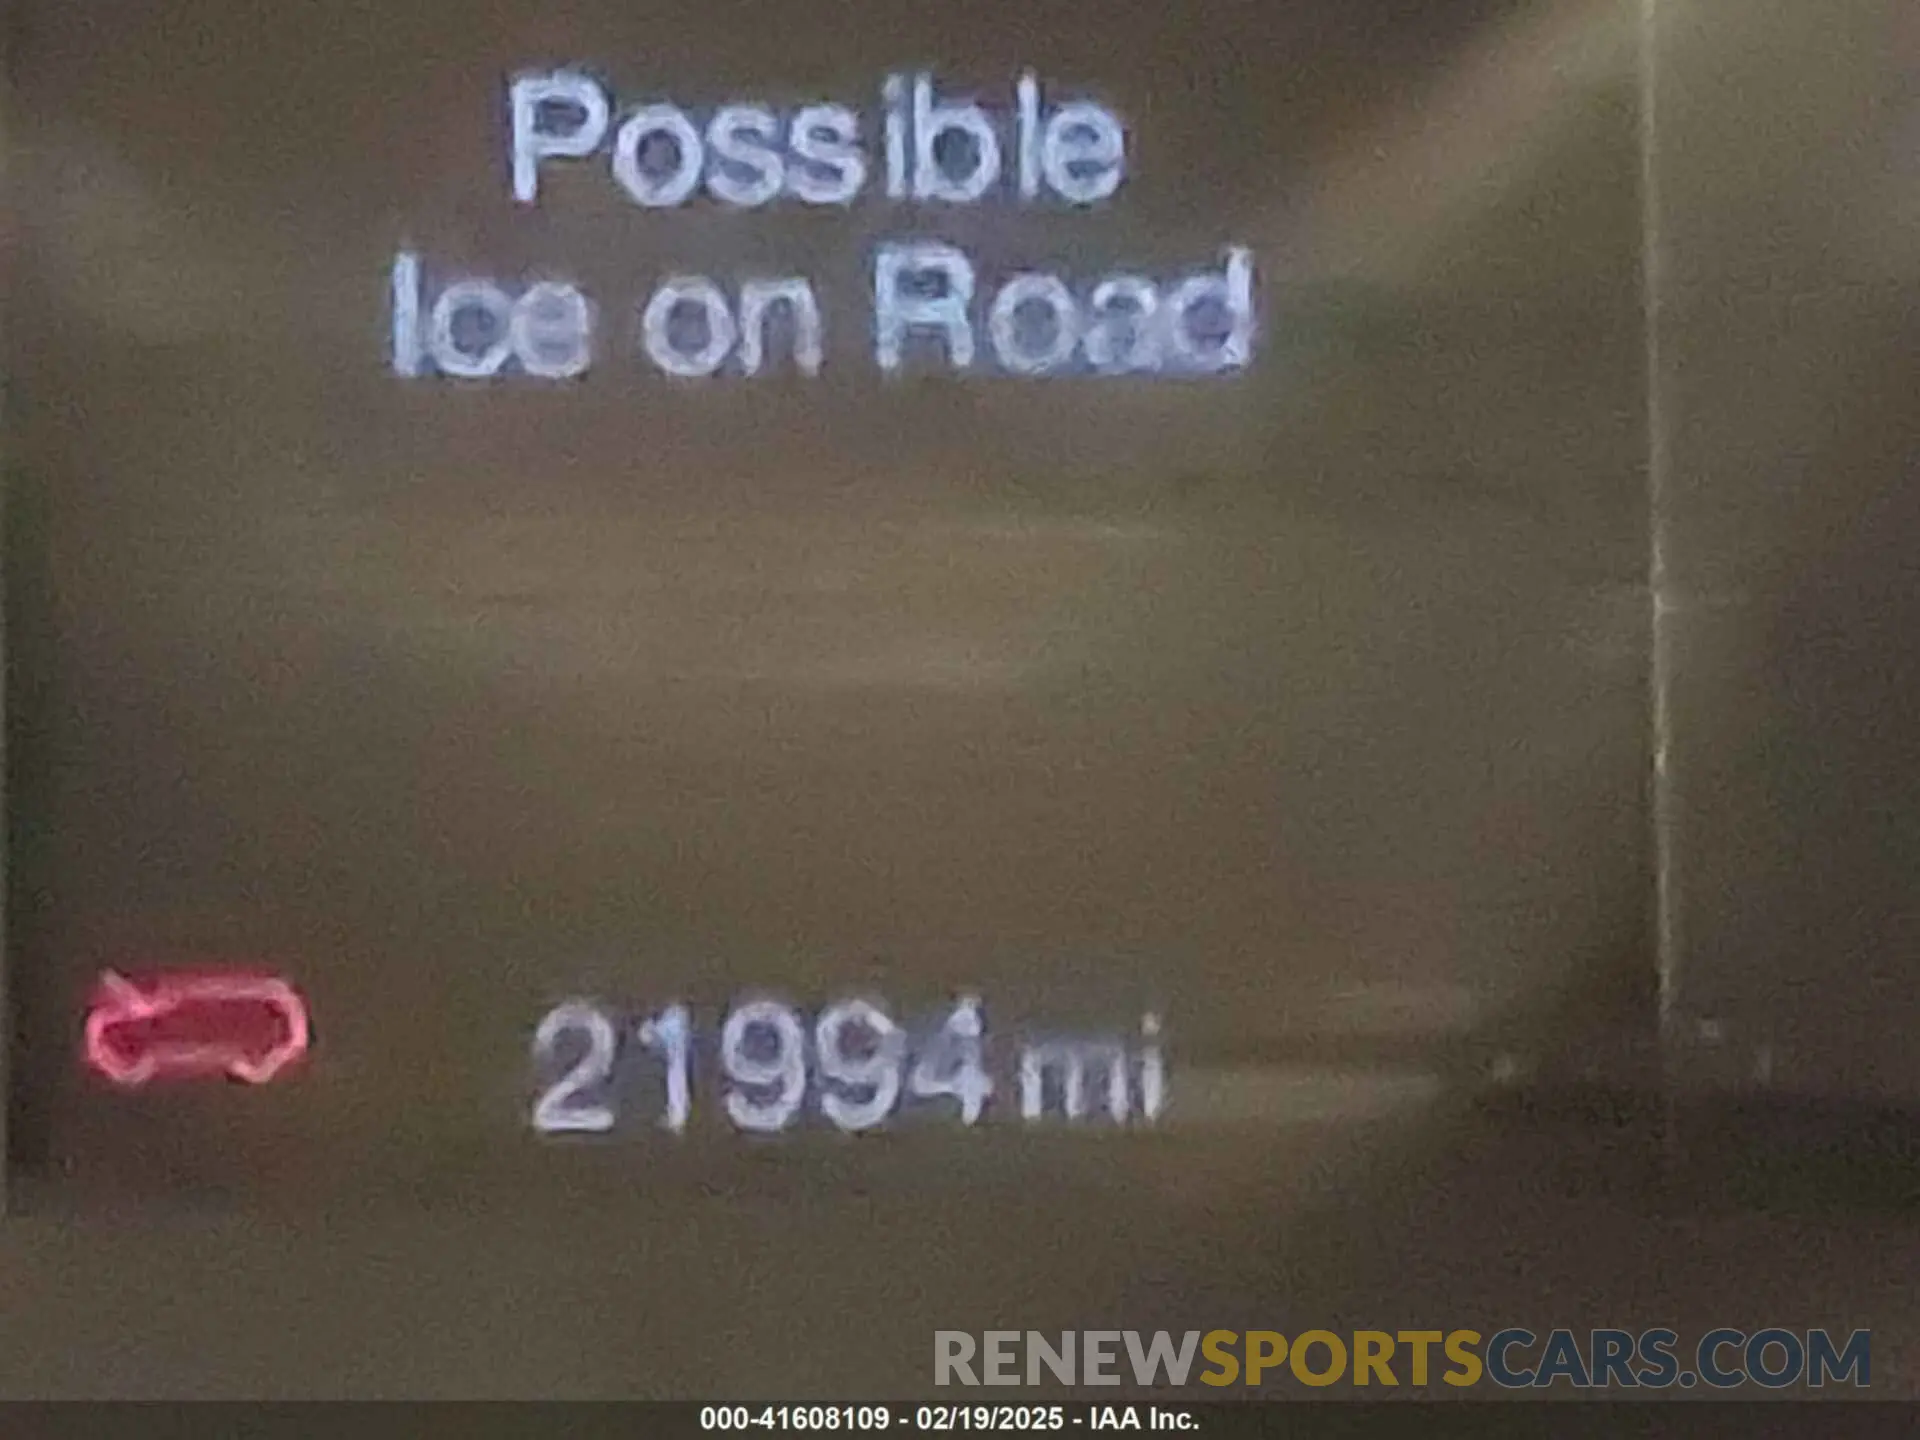 Possible
Ice on Road
21994 mi
RENEWSPORTSCARS.COM
000-41608109 - 02/19/2025 - IAA Inc.